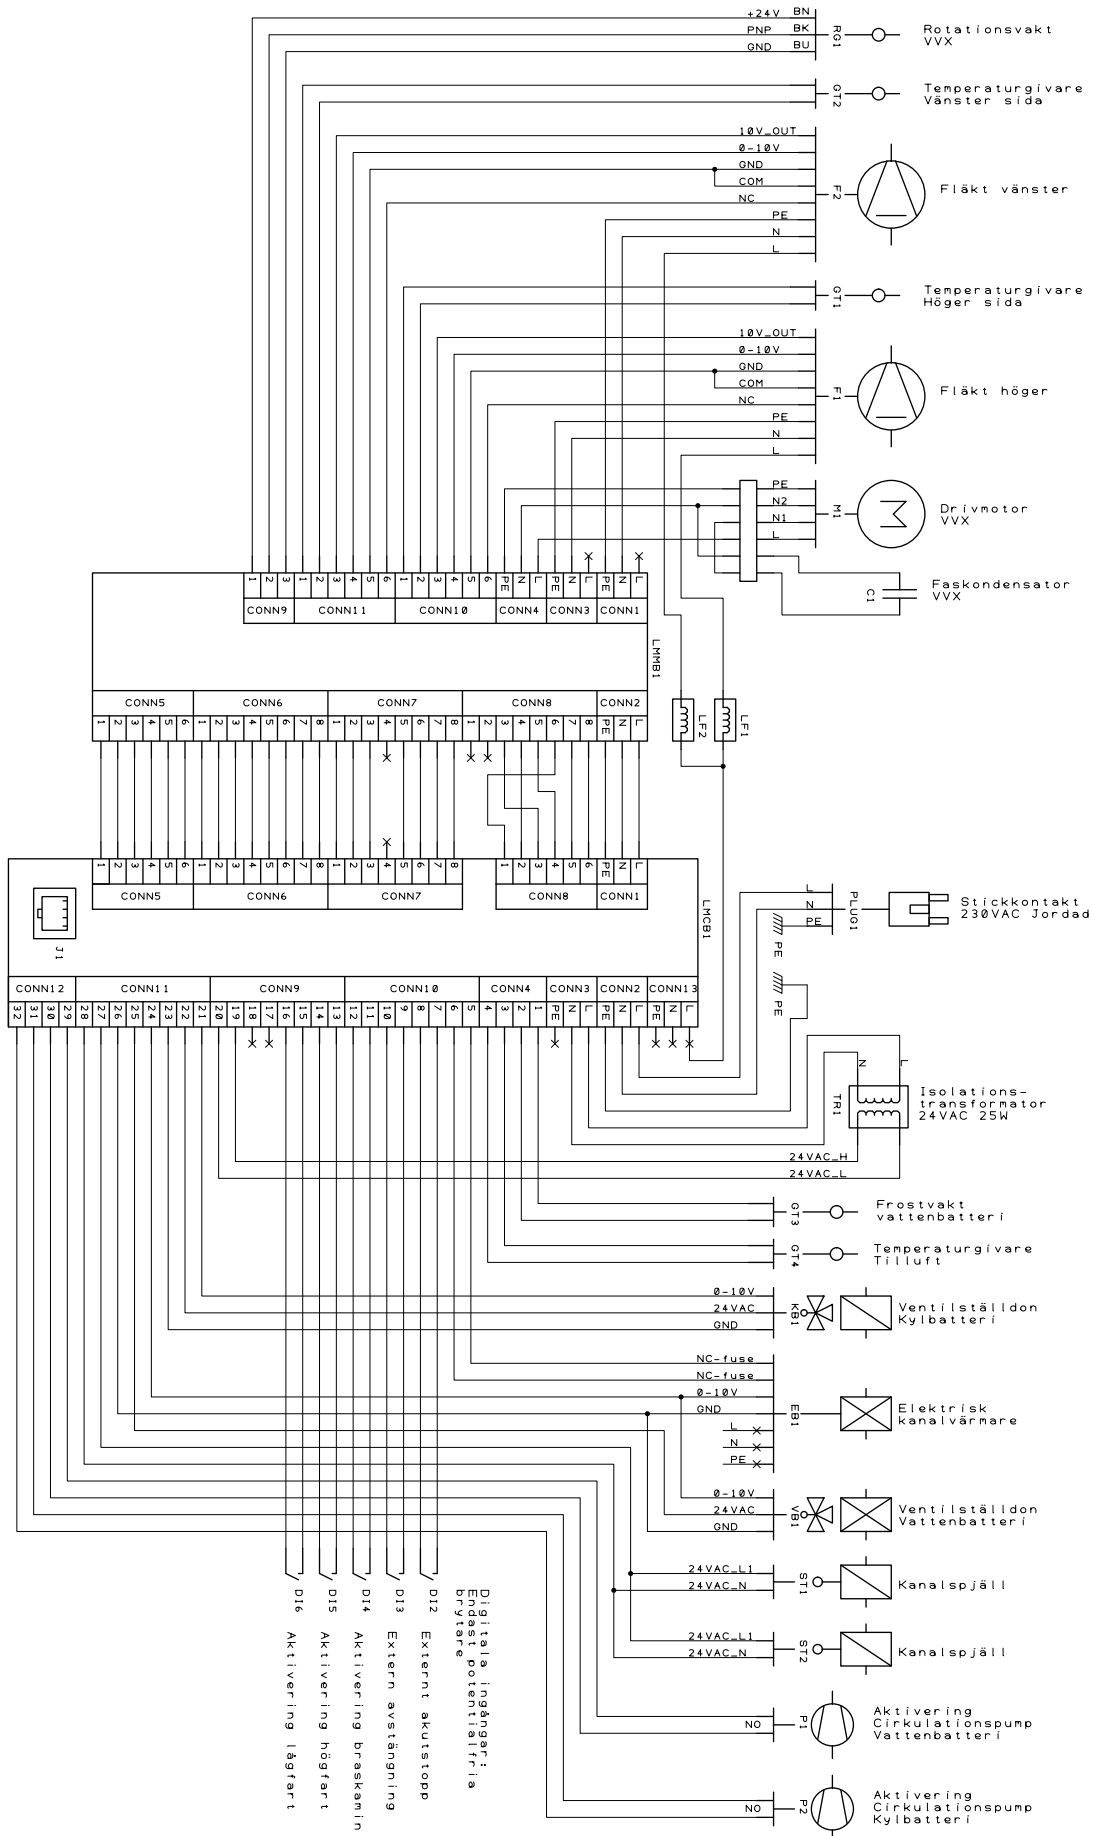 +24V BN
PNP BK
GND BU
RG1
Rotationsvakt
VVX
GT2
Temperaturgivare
Vänster sida
10V_OUT
0-10V
GND
COM
NC
PE
N
L
F2
Fläkt vänster
GT1
Temperaturgivare
Höger sida
10V_OUT
0-10V
GND
COM
NC
PE
N
L
F1
Fläkt höger
PE
N2
N1
L
M1
M
Drivmotor
VVX
C1
Faskondensator
VVX
1 2 3 1 2 3 4 5 6 1 2 3 4 5 6 PE N L PE N L PE N L
CONN9 CONN11 CONN10 CONN4 CONN3 CONN1
LMMB1
CONN5 CONN6 CONN7 CONN8 CONN2
1 2 3 4 5 6 1 2 3 4 5 6 7 8 1 2 3 4 5 6 7 8 1 2 3 4 5 6 7 8 PE N L
LF2
LF1
1 2 3 4 5 6 1 2 3 4 5 6 7 8 1 2 3 4 5 6 7 8 1 2 3 4 5 6 PE N L
CONN5 CONN6 CONN7 CONN8 CONN1
LMCB1
J1
L
N
PE
PLUG1
Stickkontakt
230VAC Jordad
PE
PE
CONN12 CONN11 CONN9 CONN10 CONN4 CONN3 CONN2 CONN13
32 31 30 29 28 27 26 25 24 23 22 21 20 19 18 17 16 15 14 13 12 11 10 9 8 7 6 5 4 3 2 1 PE N L PE N L PE N L
N L
TR1
Isolations-
transformator
24VAC 25W
24VAC_H
24VAC_L
GT3
Frostvakt
vattenbatteri
GT4
Temperaturgivare
Tilluft
0-10V
24VAC
GND
KB1
Ventilställdon
Kylbatteri
NC-fuse
NC-fuse
0-10V
GND
L
N
PE
EB1
Elektrisk
kanalvärmare
0-10V
24VAC
GND
VB1
Ventilställdon
Vattenbatteri
24VAC_L1
24VAC_N
ST1
Kanalspjäll
24VAC_L1
24VAC_N
ST2
Kanalspjäll
NO
P1
Aktivering
Cirkulationspump
Vattenbatteri
NO
P2
Aktivering
Cirkulationspump
Kylbatteri
Digitala ingångar:
Endast potentialfria
brytare
DI2 Externt akutstopp
DI3 Extern avstängning
DI4 Aktivering braskamin
DI5 Aktivering högfart
DI6 Aktivering lågfart